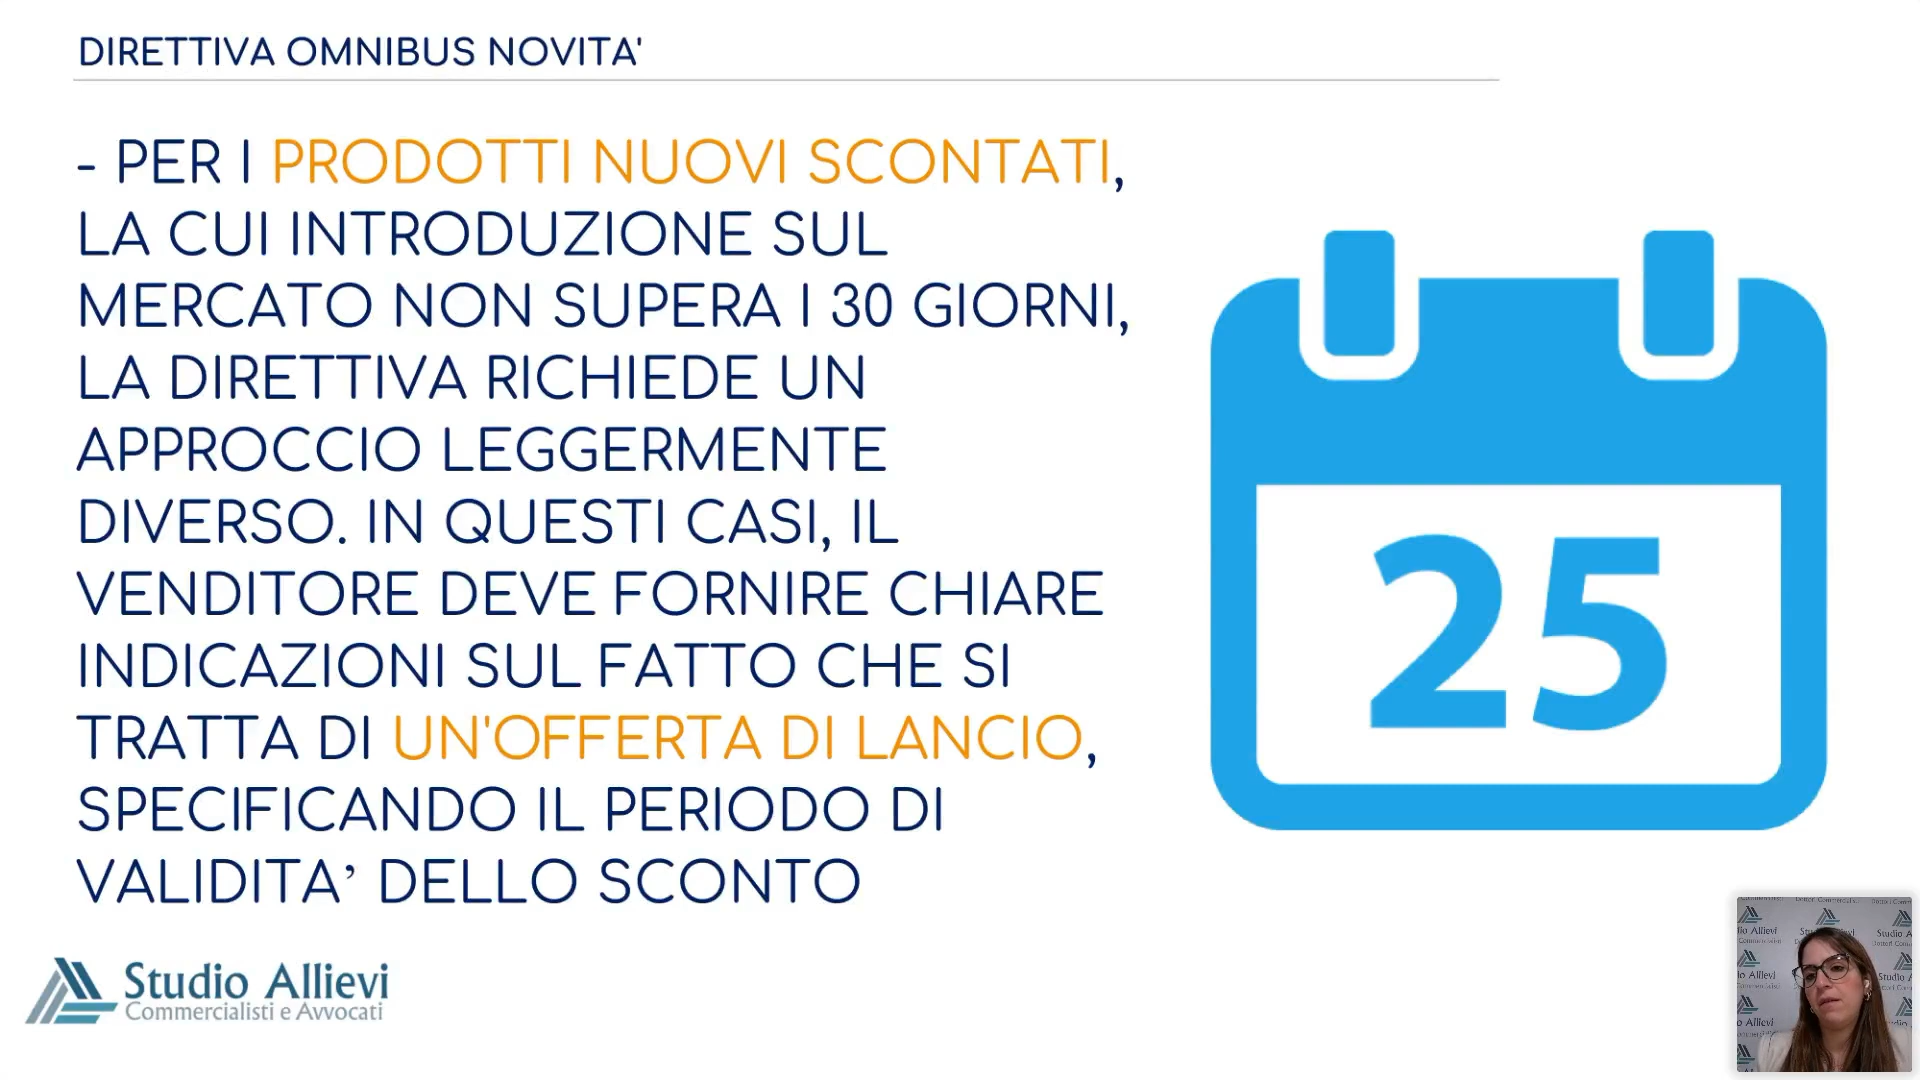 DIRETTIVA OMNIBUS NOVITA'
- PER I PRODOTTI NUOVI SCONTATI,
LA CUI INTRODUZIONE SUL
MERCATO NON SUPERA I 30 GIORNI,
LA DIRETTIVA RICHIEDE UN
APPROCCIO LEGGERMENTE
DIVERSO. IN QUESTI CASI, IL
VENDITORE DEVE FORNIRE CHIARE
INDICAZIONI SUL FATTO CHE SI
TRATTA DI UN'OFFERTA DI LANCIO,
SPECIFICANDO IL PERIODO DI
VALIDITA’ DELLO SCONTO
25
Studio Allievi
Commercialisti e Avvocati